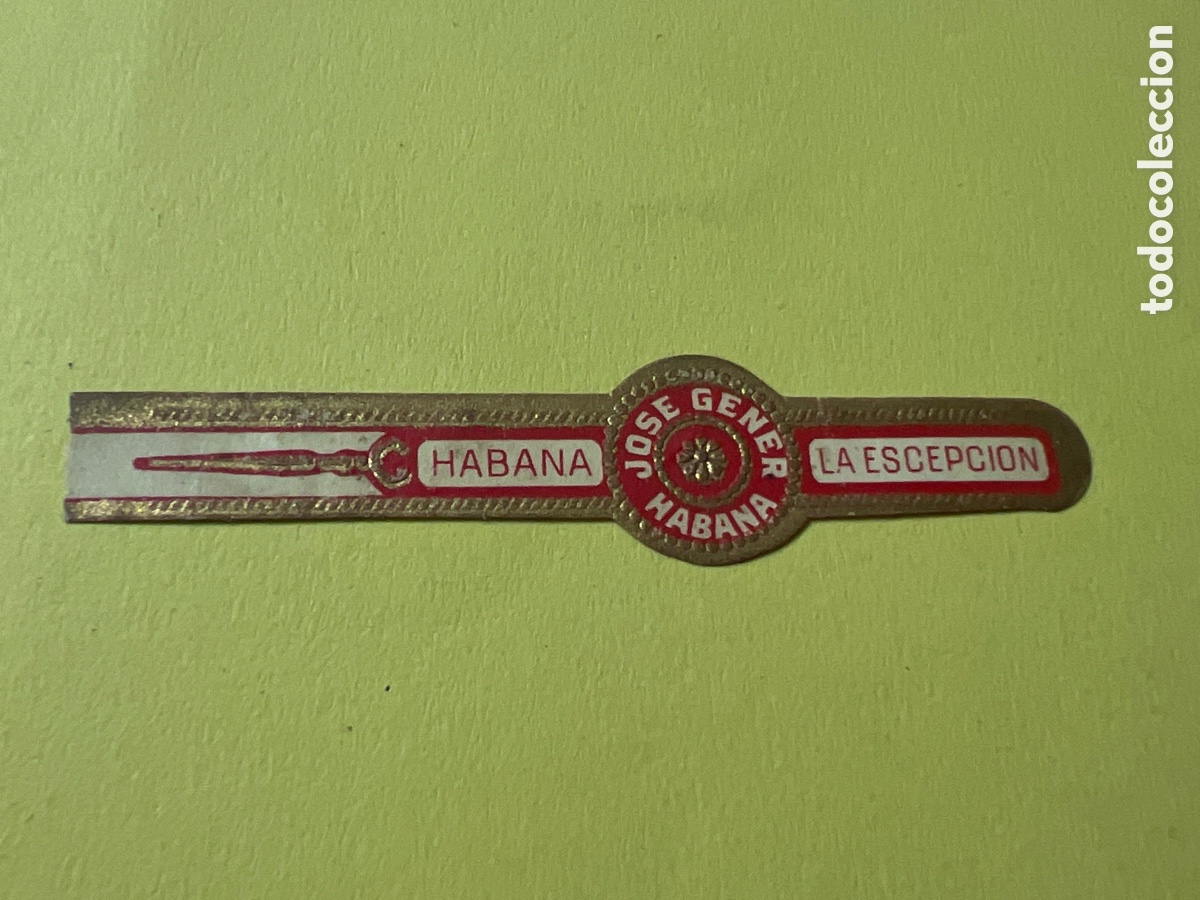 HABANA
JOSE GENER
HABANA
LA ESCEPCION
todocoleccion